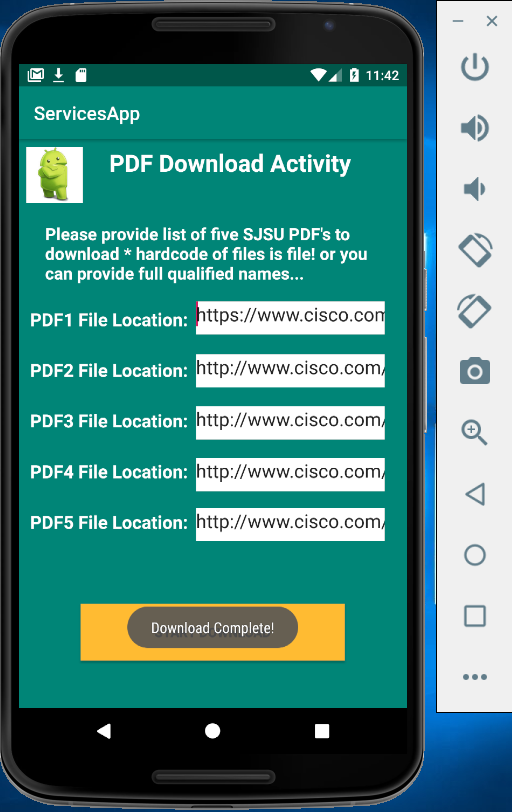 11:42
ServicesApp
PDF Download Activity
Please provide list of five SJSU PDF's to
download * hardcode of files is file! or you
can provide full qualified names...
PDF1 File Location: https://www.cisco.com
PDF2 File Location: http://www.cisco.com/
PDF3 File Location: http://www.cisco.com/
PDF4 File Location: http://www.cisco.com/
PDF5 File Location: http://www.cisco.com/
Download Complete!